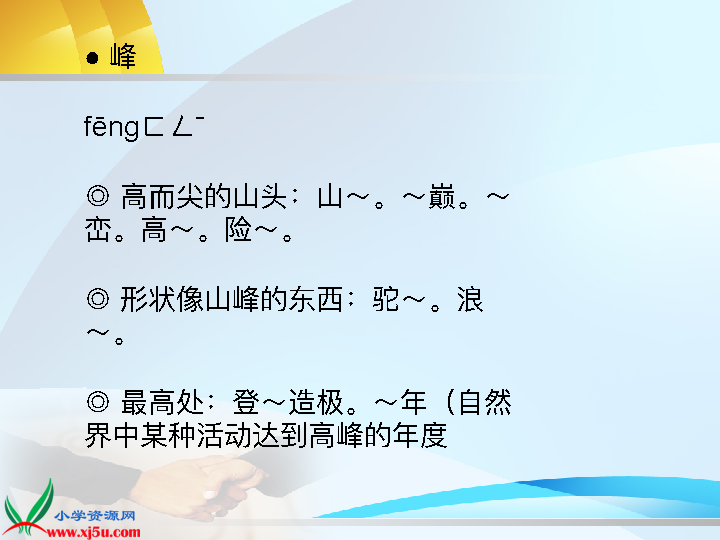 ● 峰
fēngㄈㄥˉ
◎ 高而尖的山头：山～。～巅。～
峦。高～。险～。
◎ 形状像山峰的东西：驼～。浪
～。
◎ 最高处：登～造极。～年（自然
界中某种活动达到高峰的年度
小学资源网
www.xj5u.com